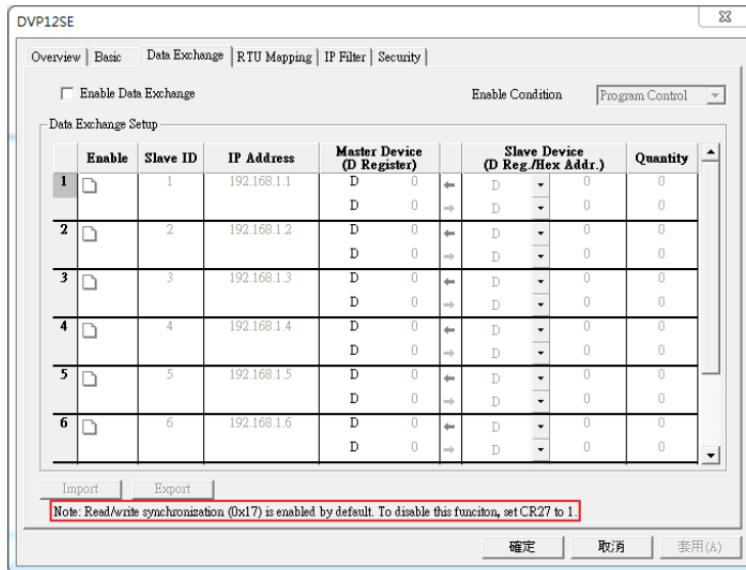 DVP12SE
Overview Basic Data Exchange RTU Mapping IP Filter Security
Enable Data Exchange Enable Condition Program Control
Data Exchange Setup
Enable Slave ID IP Address Master Device (D Register) Slave Device (D Reg./Hex Addr.) Quantity
1 1 192.168.1.1 D 0 ← D 0 0
D 0 → D 0 0
2 2 192.168.1.2 D 0 ← D 0 0
D 0 → D 0 0
3 3 192.168.1.3 D 0 ← D 0 0
D 0 → D 0 0
4 4 192.168.1.4 D 0 ← D 0 0
D 0 → D 0 0
5 5 192.168.1.5 D 0 ← D 0 0
D 0 → D 0 0
6 6 192.168.1.6 D 0 ← D 0 0
D 0 → D 0 0
Import Export
Note: Read/write synchronization (0x17) is enabled by default. To disable this funciton, set CR27 to 1.
確定 取消 套用(A)